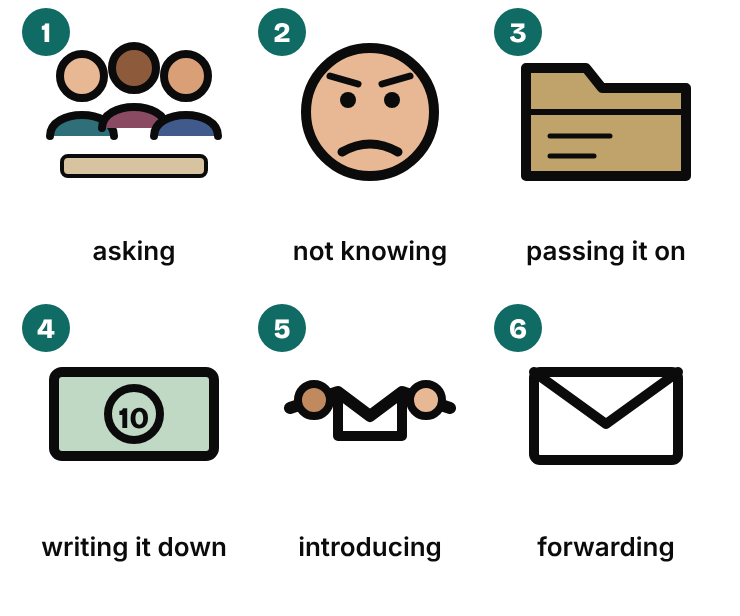 1
asking
2
not knowing
3
passing it on
4
10
writing it down
5
introducing
6
forwarding